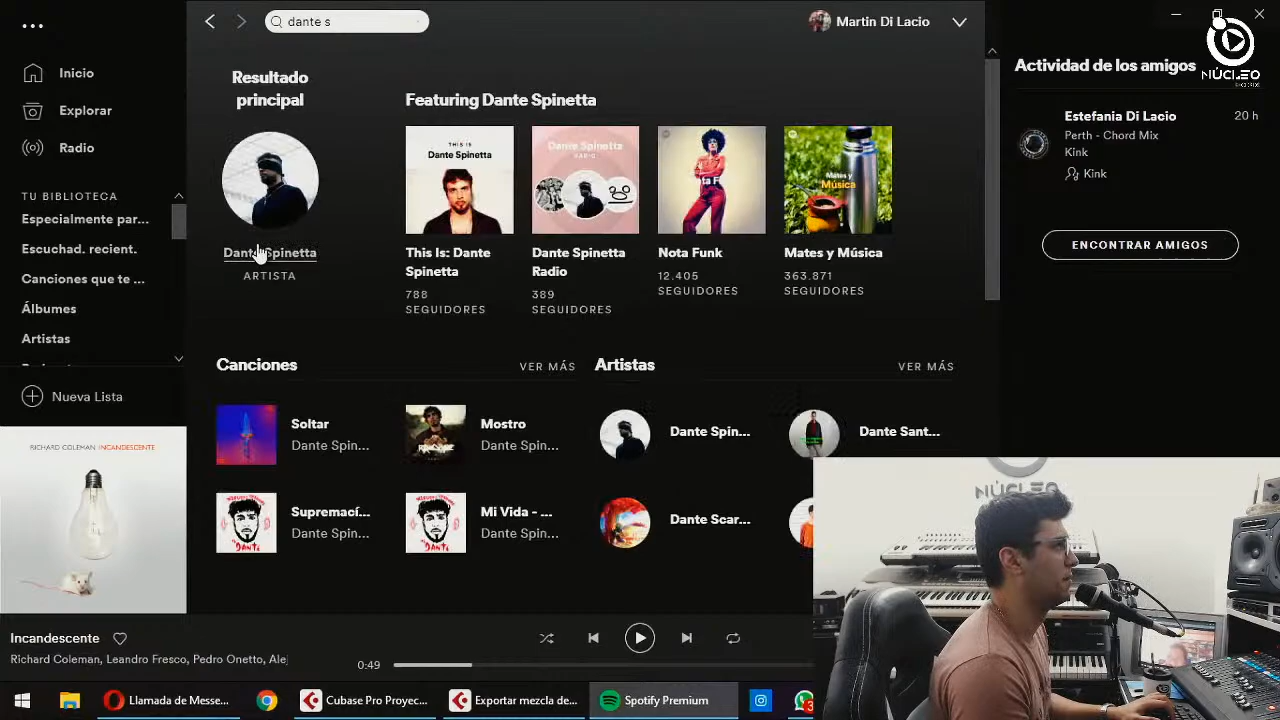 dante s
Martin Di Lacio
NÚCLEO
Inicio
Explorar
Radio
TU BIBLIOTECA
Especialmente par...
Escuchad. recient.
Canciones que te ...
Álbumes
Artistas
Nueva Lista
RICHARD COLEMAN INCANDESCENTE
Resultado
principal
Dante Spinetta
ARTISTA
Featuring Dante Spinetta
THIS IS
Dante Spinetta
Dante Spinetta
RADIO
Mates y
Música
This Is: Dante
Spinetta
788
SEGUIDORES
Dante Spinetta
Radio
389
SEGUIDORES
Nota Funk
12.405
SEGUIDORES
Mates y Música
363.871
SEGUIDORES
Canciones
VER MÁS
Soltar
Dante Spin...
Mostro
Dante Spin...
Supremací...
Dante Spin...
Mi Vida - ...
Dante Spin...
Artistas
VER MÁS
Dante Spin...
Dante Sant...
Dante Scar...
Actividad de los amigos
Estefania Di Lacio
20 h
Perth - Chord Mix
Kink
Kink
ENCONTRAR AMIGOS
NÚCLEO
Incandescente
Richard Coleman, Leandro Fresco, Pedro Onetto, Ale
0:49
Llamada de Messe...
Cubase Pro Proyec...
Exportar mezcla de...
Spotify Premium
3